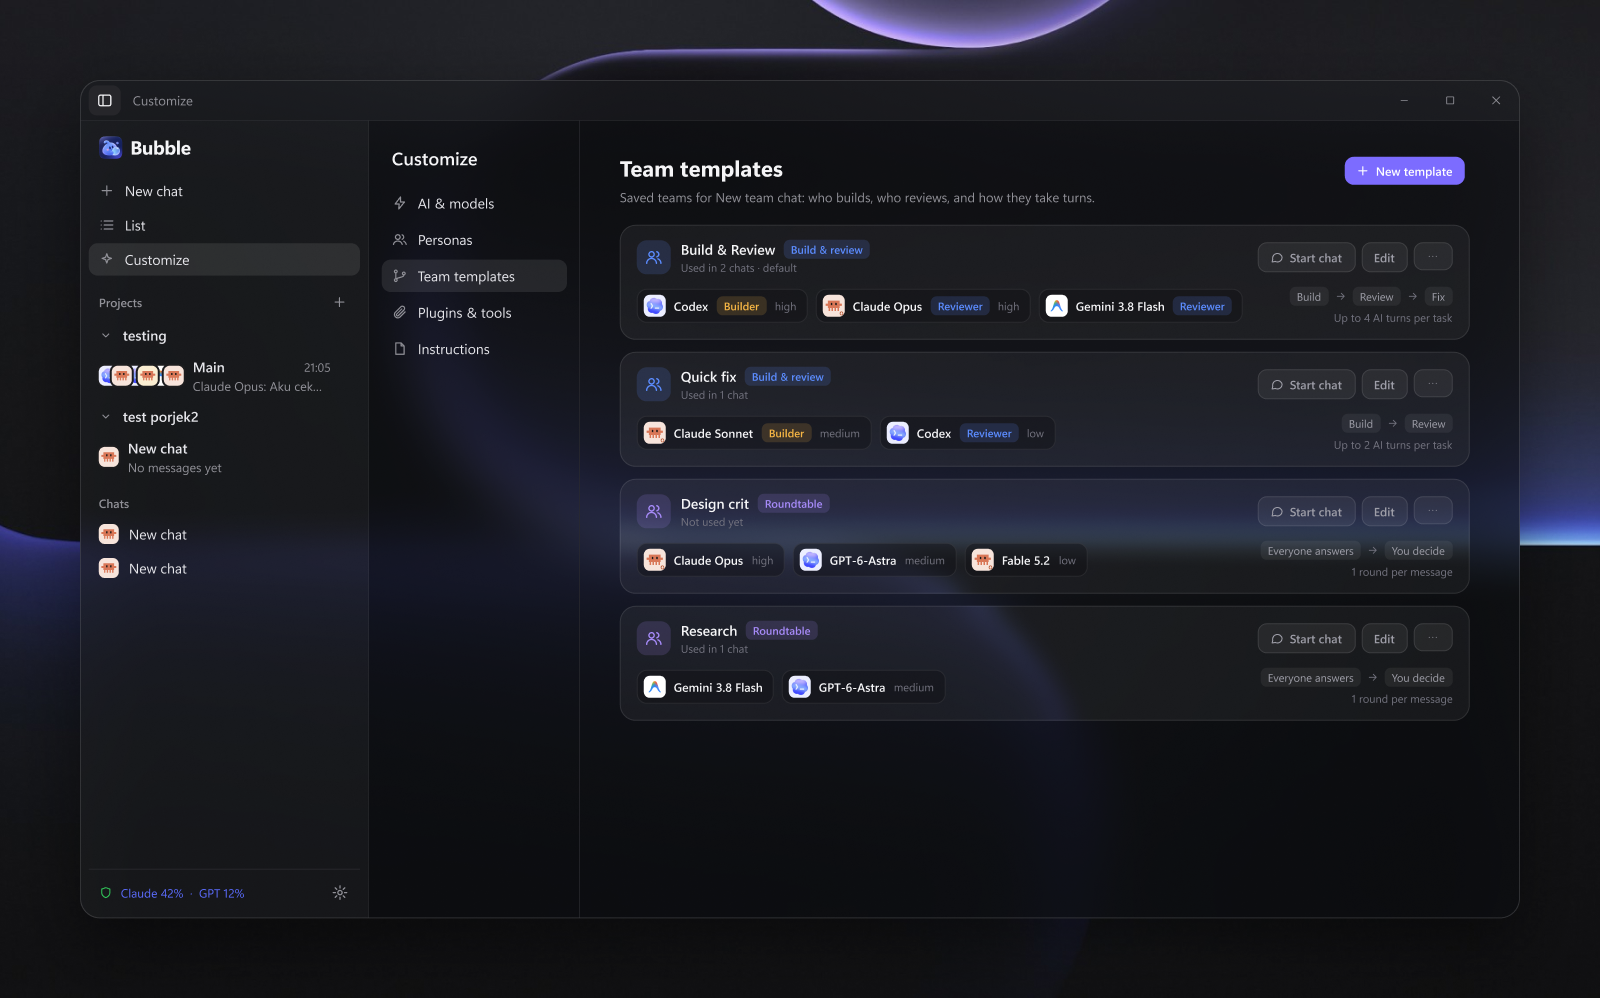 Customize
Bubble
New chat
List
Customize
Projects
testing
Main 21:05
Claude Opus: Aku cek...
test porjek2
New chat
No messages yet
Chats
New chat
New chat
Claude 42% · GPT 12%
Customize
AI & models
Personas
Team templates
Plugins & tools
Instructions
Team templates
New template
Saved teams for New team chat: who builds, who reviews, and how they take turns.
Build & Review Build & review
Used in 2 chats · default
Start chat Edit ...
Codex Builder high Claude Opus Reviewer high Gemini 3.8 Flash Reviewer
Build → Review → Fix
Up to 4 AI turns per task
Quick fix Build & review
Used in 1 chat
Start chat Edit ...
Claude Sonnet Builder medium Codex Reviewer low
Build → Review
Up to 2 AI turns per task
Design crit Roundtable
Not used yet
Start chat Edit ...
Claude Opus high GPT-6-Astra medium Fable 5.2 low
Everyone answers → You decide
1 round per message
Research Roundtable
Used in 1 chat
Start chat Edit ...
Gemini 3.8 Flash GPT-6-Astra medium
Everyone answers → You decide
1 round per message